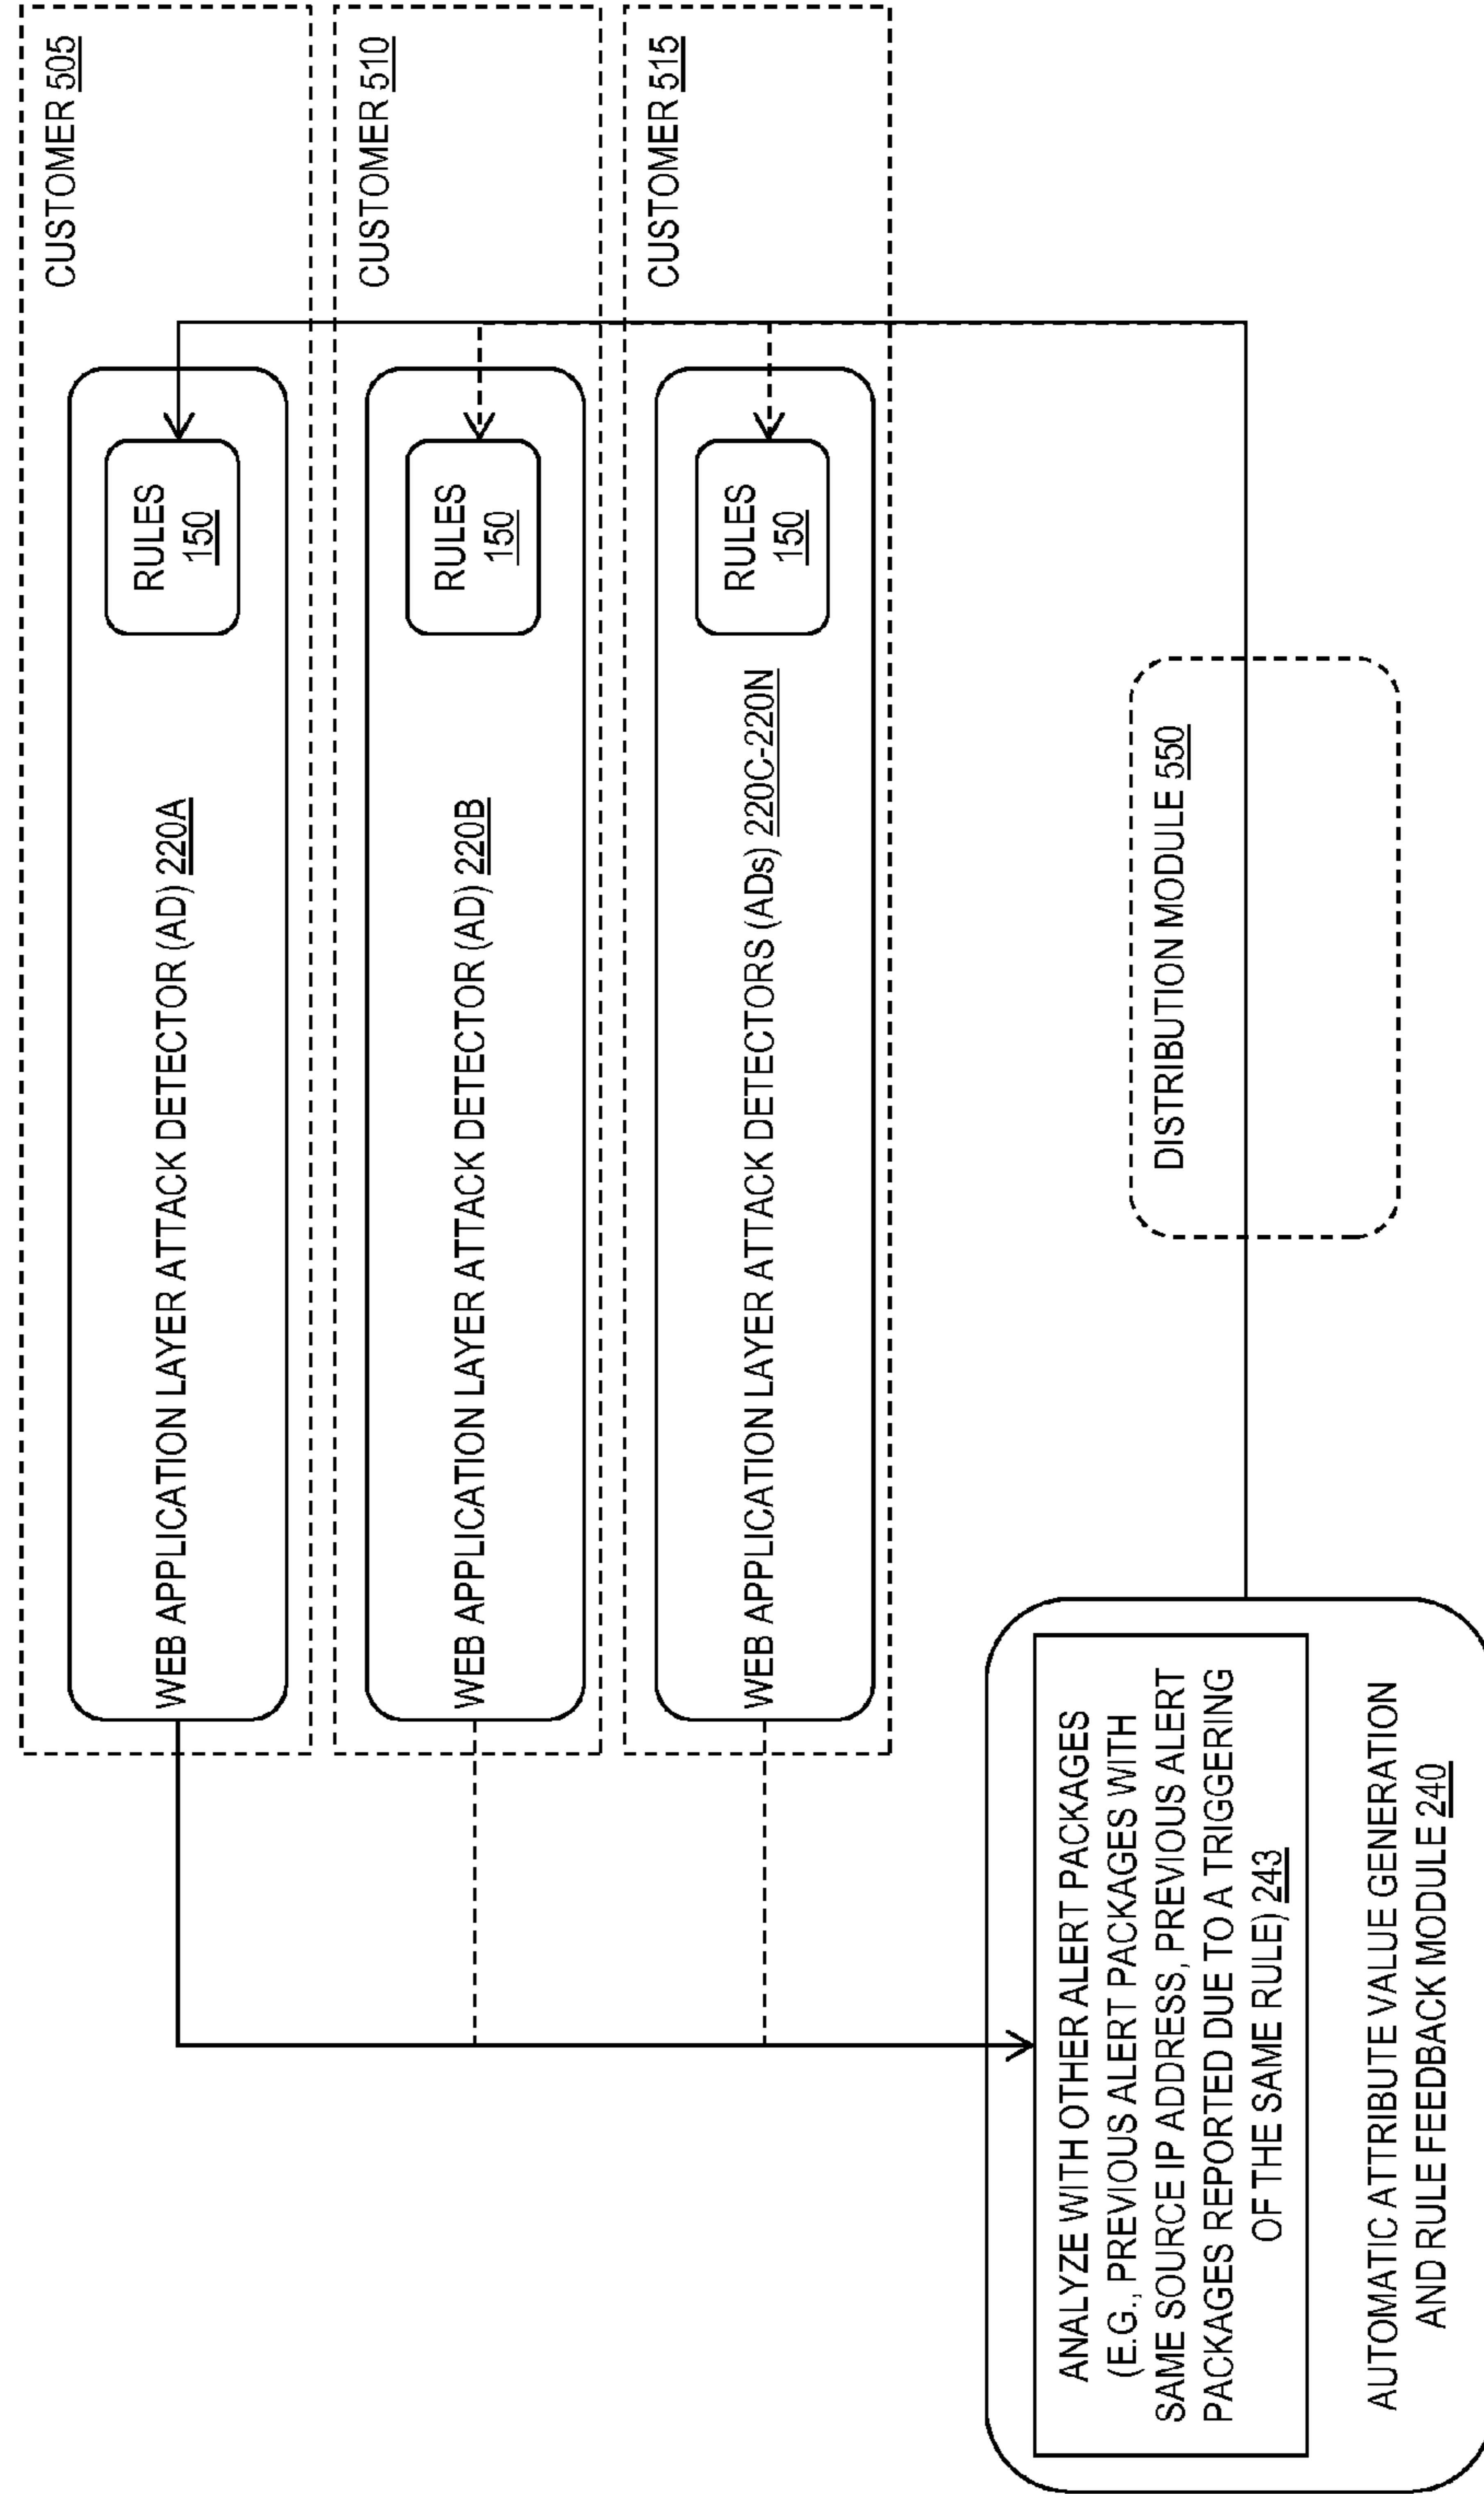 CUSTOMER 505
WEB APPLICATION LAYER ATTACK DETECTOR (AD) 220A
RULES
150
CUSTOMER 510
WEB APPLICATION LAYER ATTACK DETECTOR (AD) 220B
RULES
150
CUSTOMER 515
WEB APPLICATION LAYER ATTACK DETECTORS (ADs) 220C-220N
RULES
150
ANALYZE WITH OTHER ALERT PACKAGES
(E.G., PREVIOUS ALERT PACKAGES WITH
SAME SOURCE IP ADDRESS, PREVIOUS ALERT
PACKAGES REPORTED DUE TO A TRIGGERING
OF THE SAME RULE) 243
AUTOMATIC ATTRIBUTE VALUE GENERATION
AND RULE FEEDBACK MODULE 240
DISTRIBUTION MODULE 550